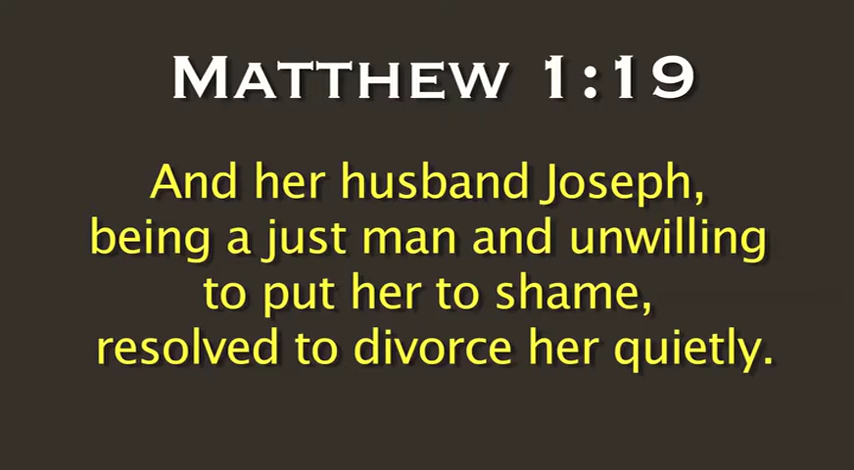 MATTHEW 1:19
And her husband Joseph,
being a just man and unwilling
to put her to shame,
resolved to divorce her quietly.